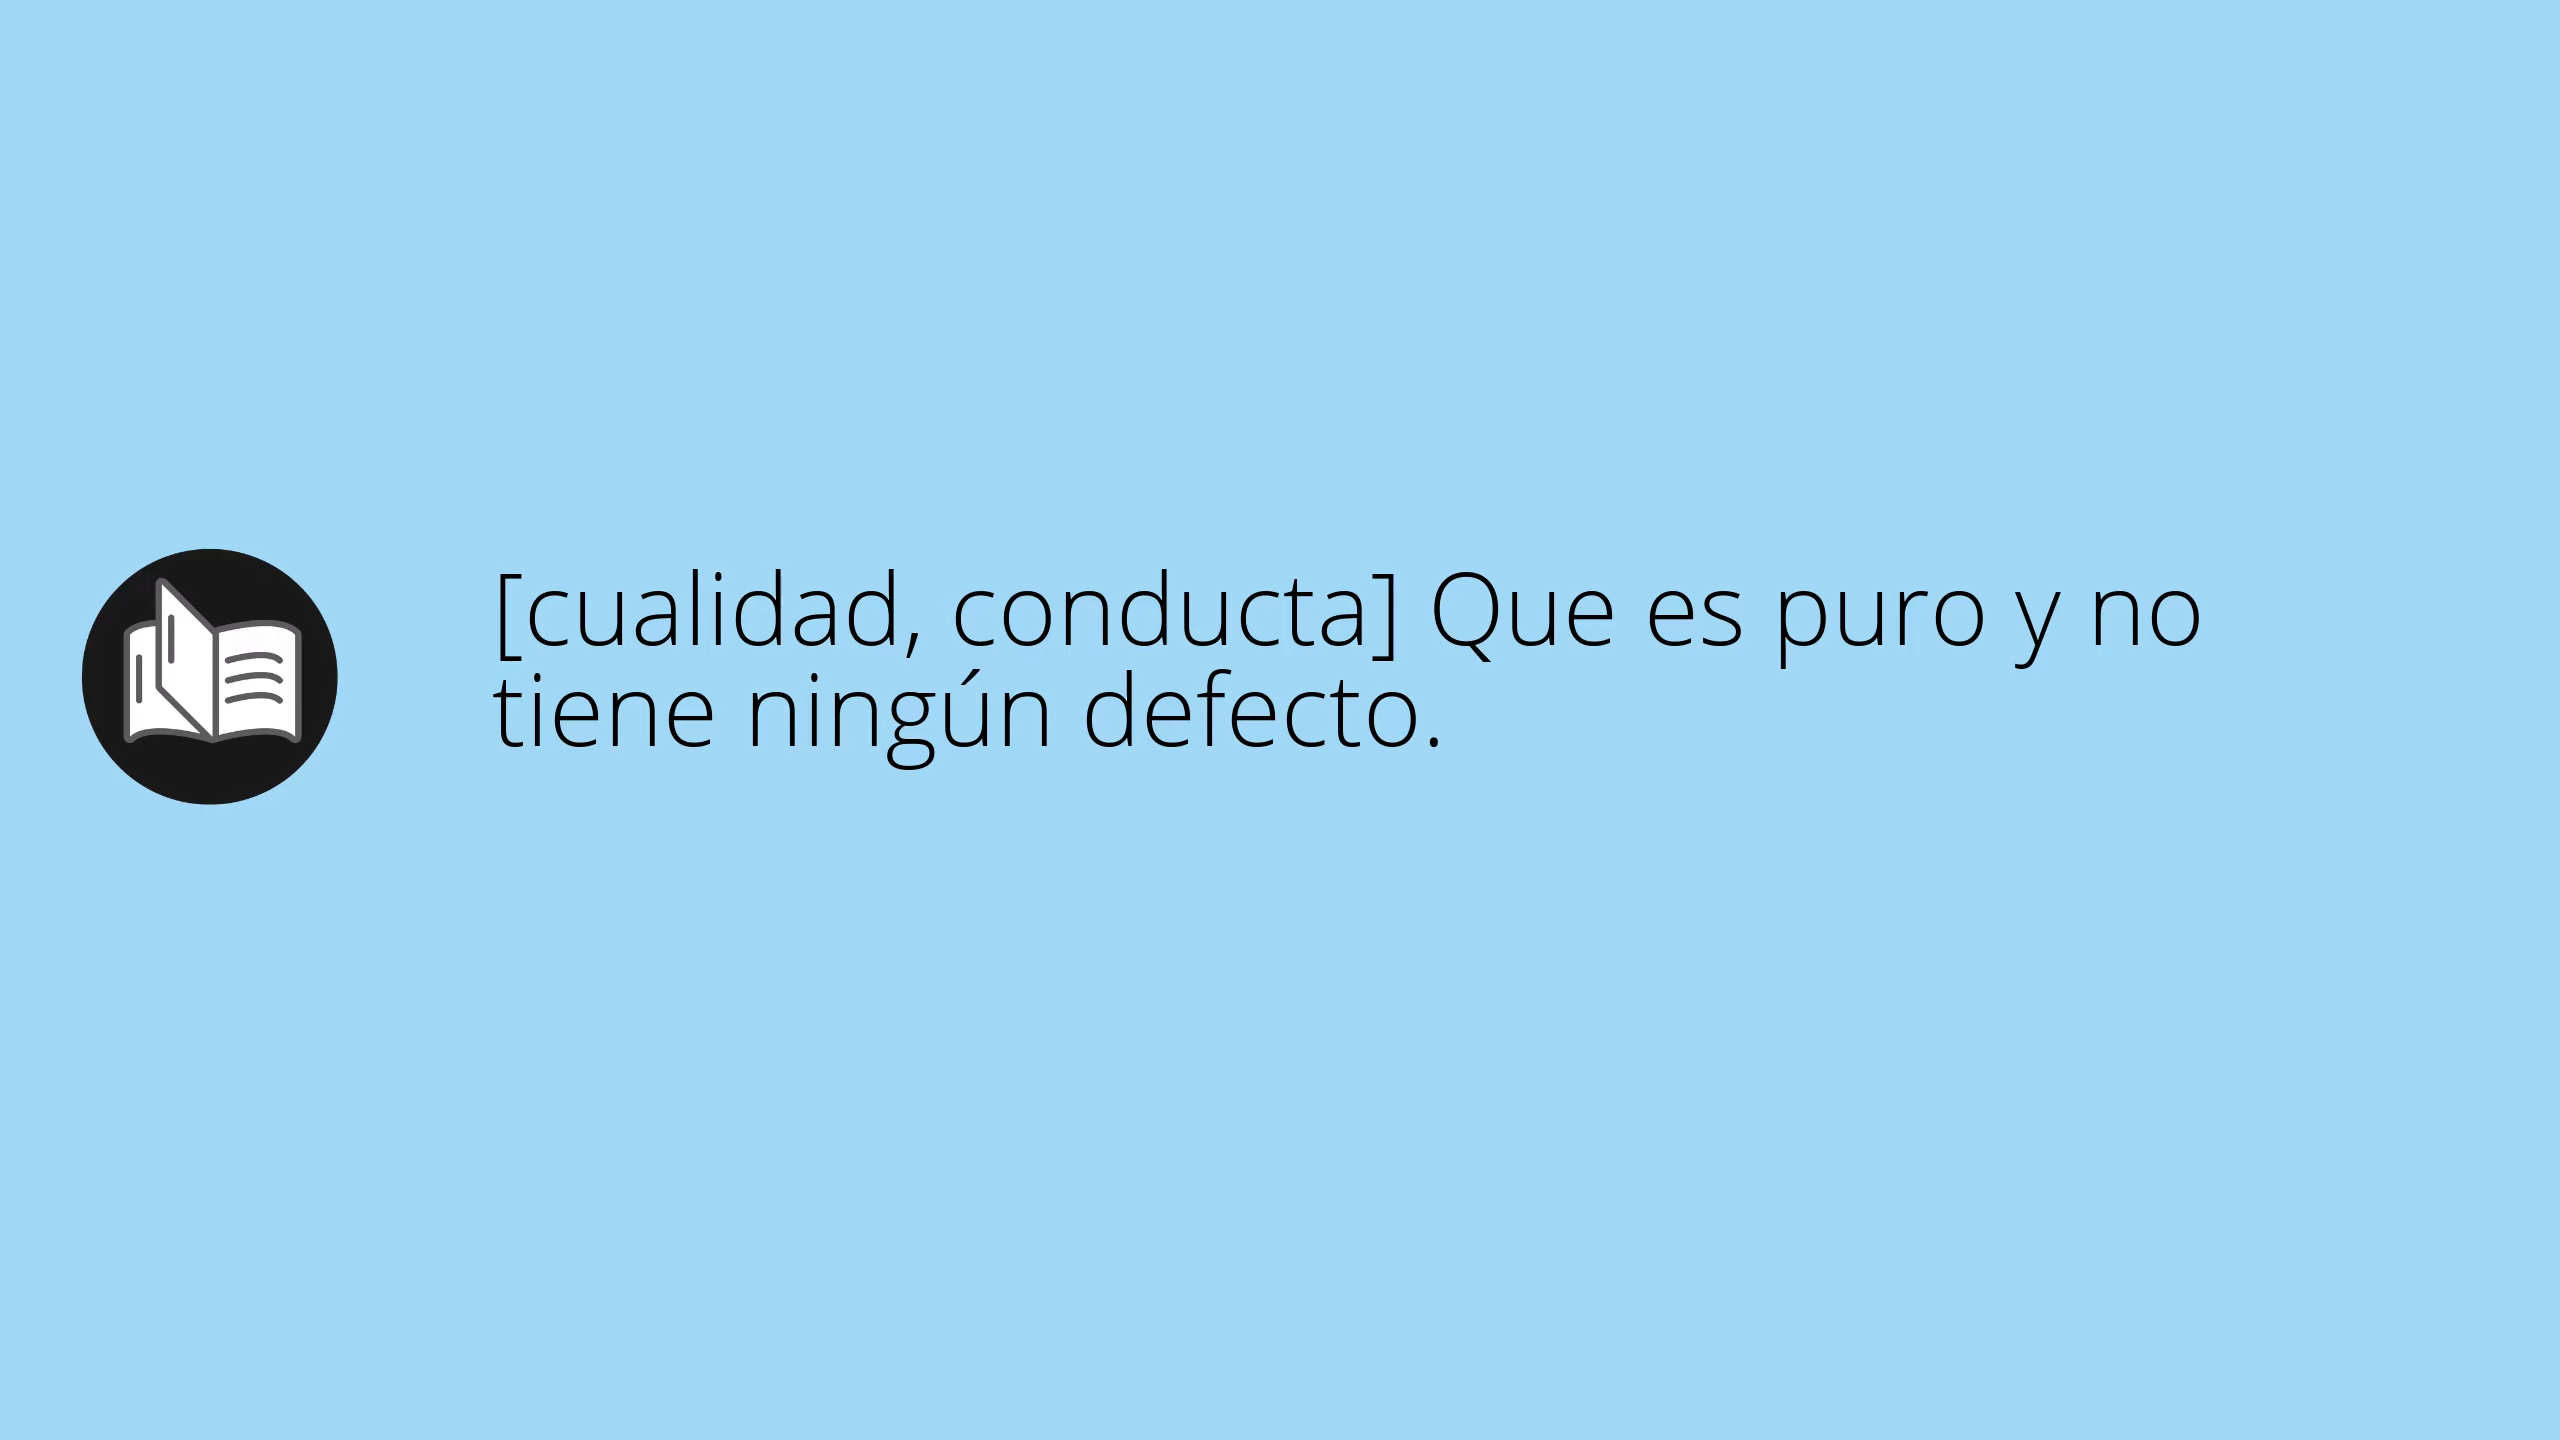 [cualidad, conducta] Que es puro y no
tiene ningún defecto.